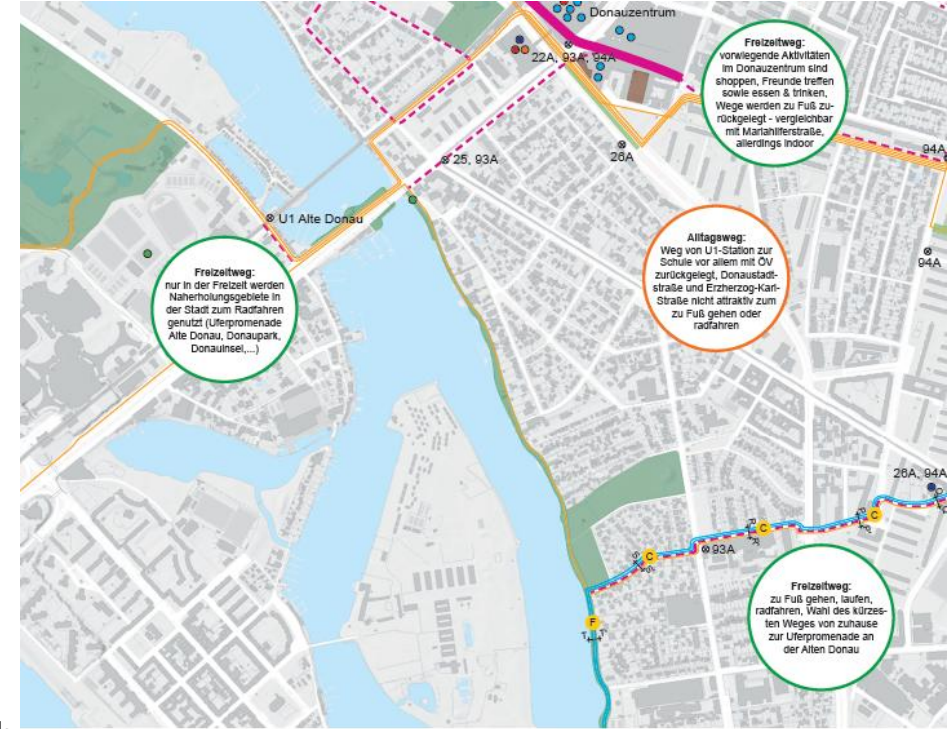 Donauzentrum
22A, 93A, 94A
Freizeitweg:
vorwiegende Aktivitäten
im Donauzentrum sind
shoppen, Freunde treffen
sowie essen & trinken,
Wege werden zu Fuß zu-
rückgelegt - vergleichbar
mit Mariahilferstraße,
allerdings indoor
26A
25, 93A
94A
U1 Alte Donau
Freizeitweg:
nur in der Freizeit werden
Naherholungsgebiete in
der Stadt zum Radfahren
genutzt (Uferpromenade
Alte Donau, Donaupark,
Donauinsel,...)
Alltagsweg:
Weg von U1-Station zur
Schule vor allem mit ÖV
zurückgelegt, Donaustadt-
straße und Erzherzog-Karl-
Straße nicht attraktiv zum
zu Fuß gehen oder
radfahren
94A
26A, 94A
C
C
C
93A
F
Freizeitweg:
zu Fuß gehen, laufen,
radfahren, Wahl des kürzes-
ten Weges von zuhause
zur Uferpromenade an
der Alten Donau